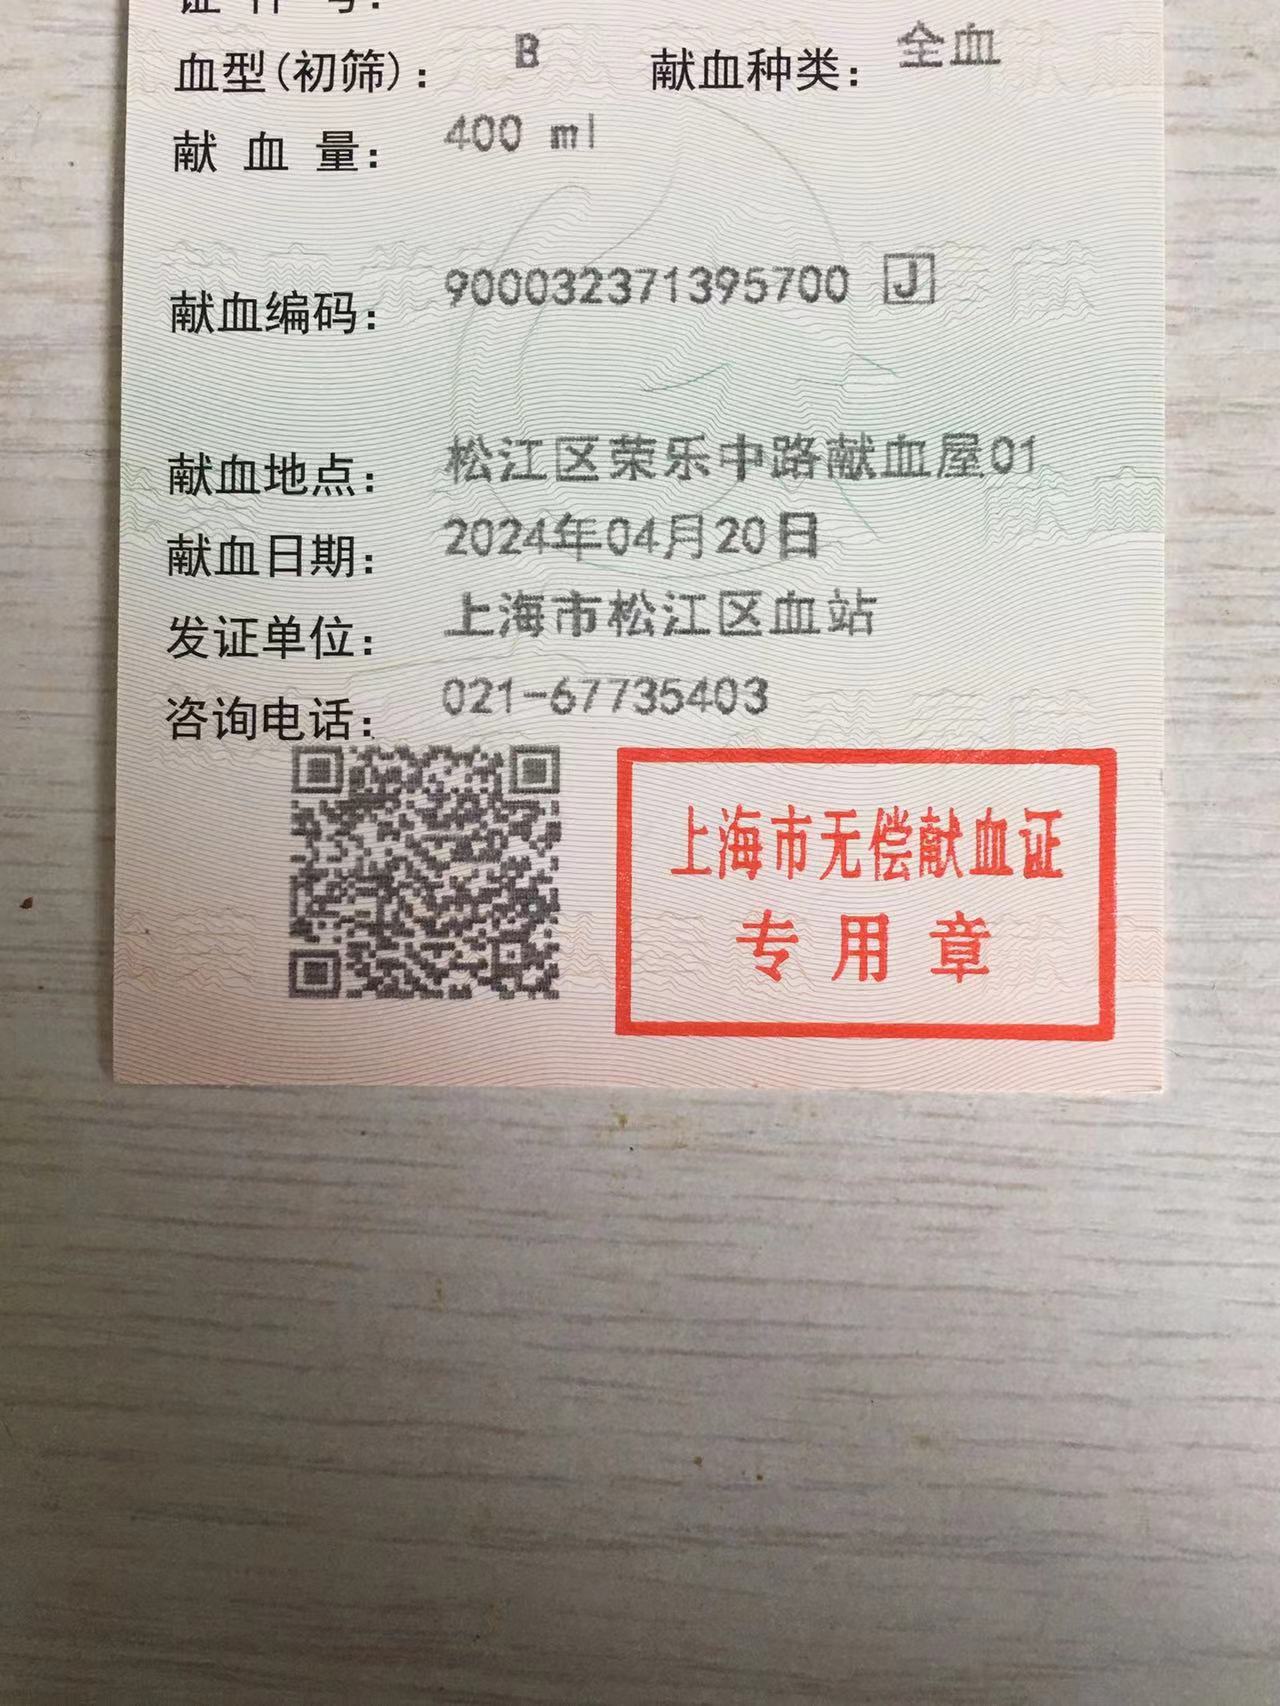 证 件 号:
血型(初筛): B 献血种类: 全血
献 血 量: 400 ml
献血编码: 900032371395700 J
献血地点: 松江区荣乐中路献血屋01
献血日期: 2024年04月20日
发证单位: 上海市松江区血站
咨询电话: 021-67735403
上海市无偿献血证
专用章